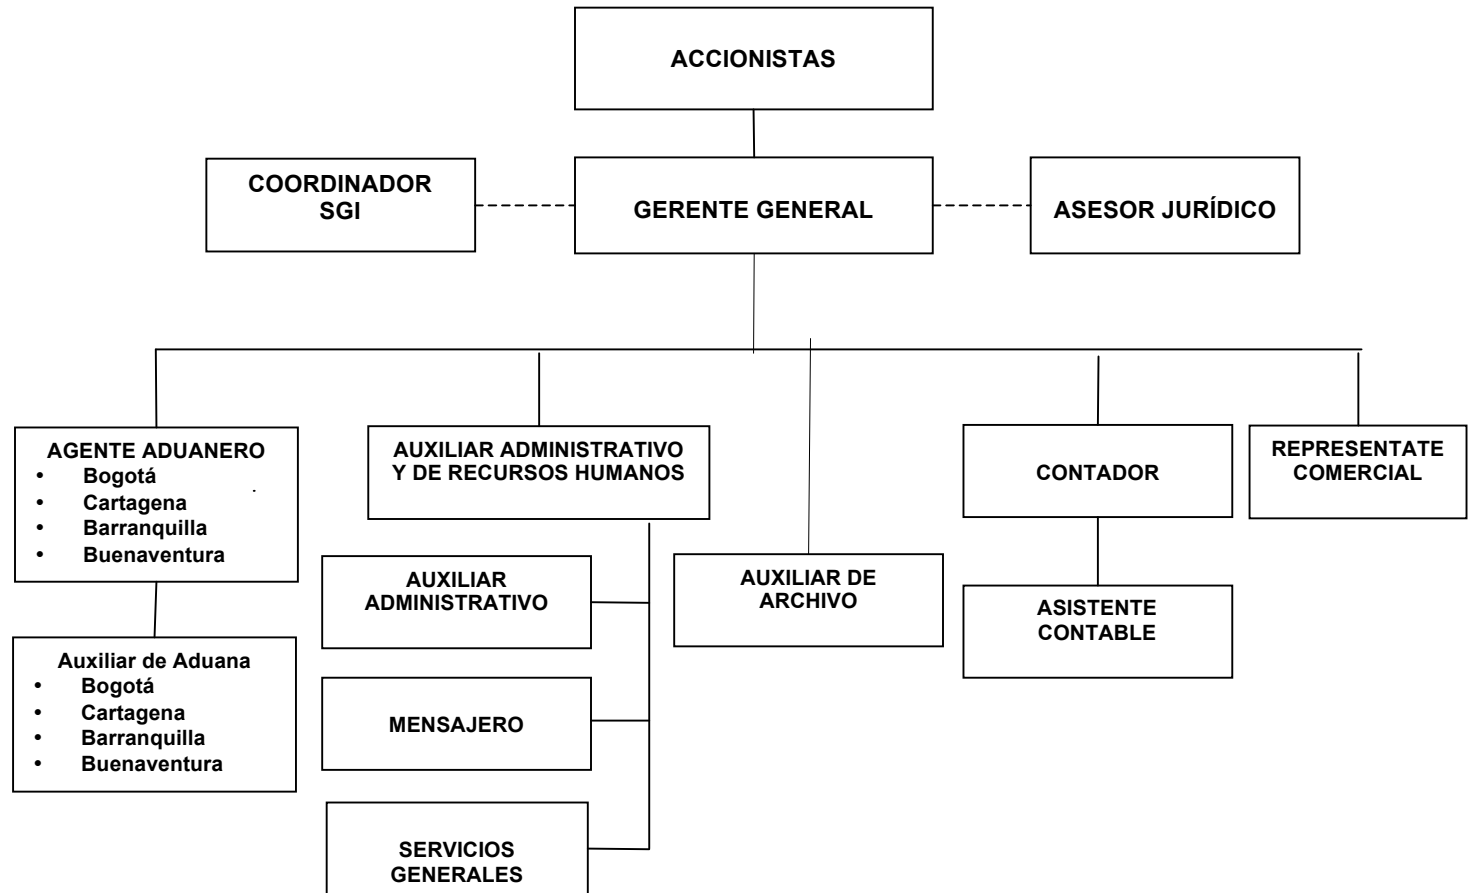 ACCIONISTAS
COORDINADOR
SGI
GERENTE GENERAL
ASESOR JURÍDICO
AGENTE ADUANERO
• Bogotá
• Cartagena
• Barranquilla
• Buenaventura
AUXILIAR ADMINISTRATIVO
Y DE RECURSOS HUMANOS
CONTADOR
REPRESENTATE
COMERCIAL
AUXILIAR
ADMINISTRATIVO
AUXILIAR DE
ARCHIVO
ASISTENTE
CONTABLE
Auxiliar de Aduana
• Bogotá
• Cartagena
• Barranquilla
• Buenaventura
MENSAJERO
SERVICIOS
GENERALES